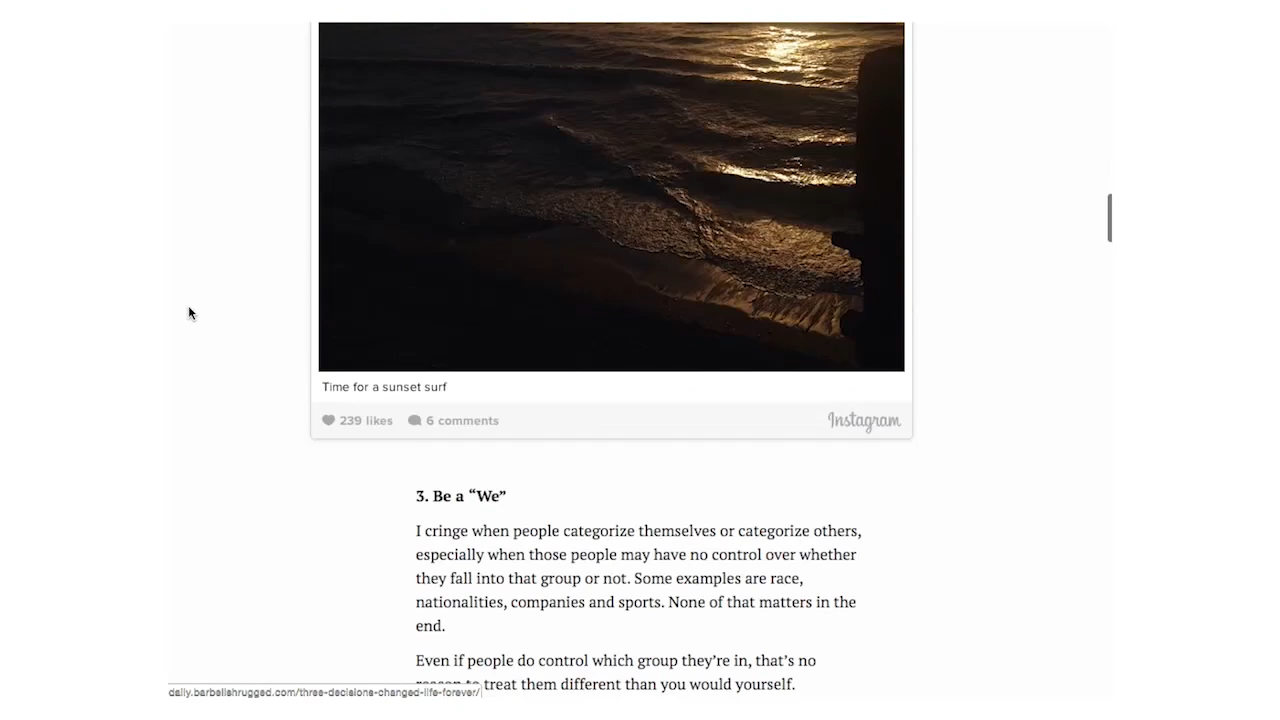 Time for a sunset surf
239 likes 6 comments Instagram
3. Be a “We”
I cringe when people categorize themselves or categorize others,
especially when those people may have no control over whether
they fall into that group or not. Some examples are race,
nationalities, companies and sports. None of that matters in the
end.
Even if people do control which group they’re in, that’s no
reason to treat them different than you would yourself.
daily.barbellshrugged.com/three-decisions-changed-life-forever/